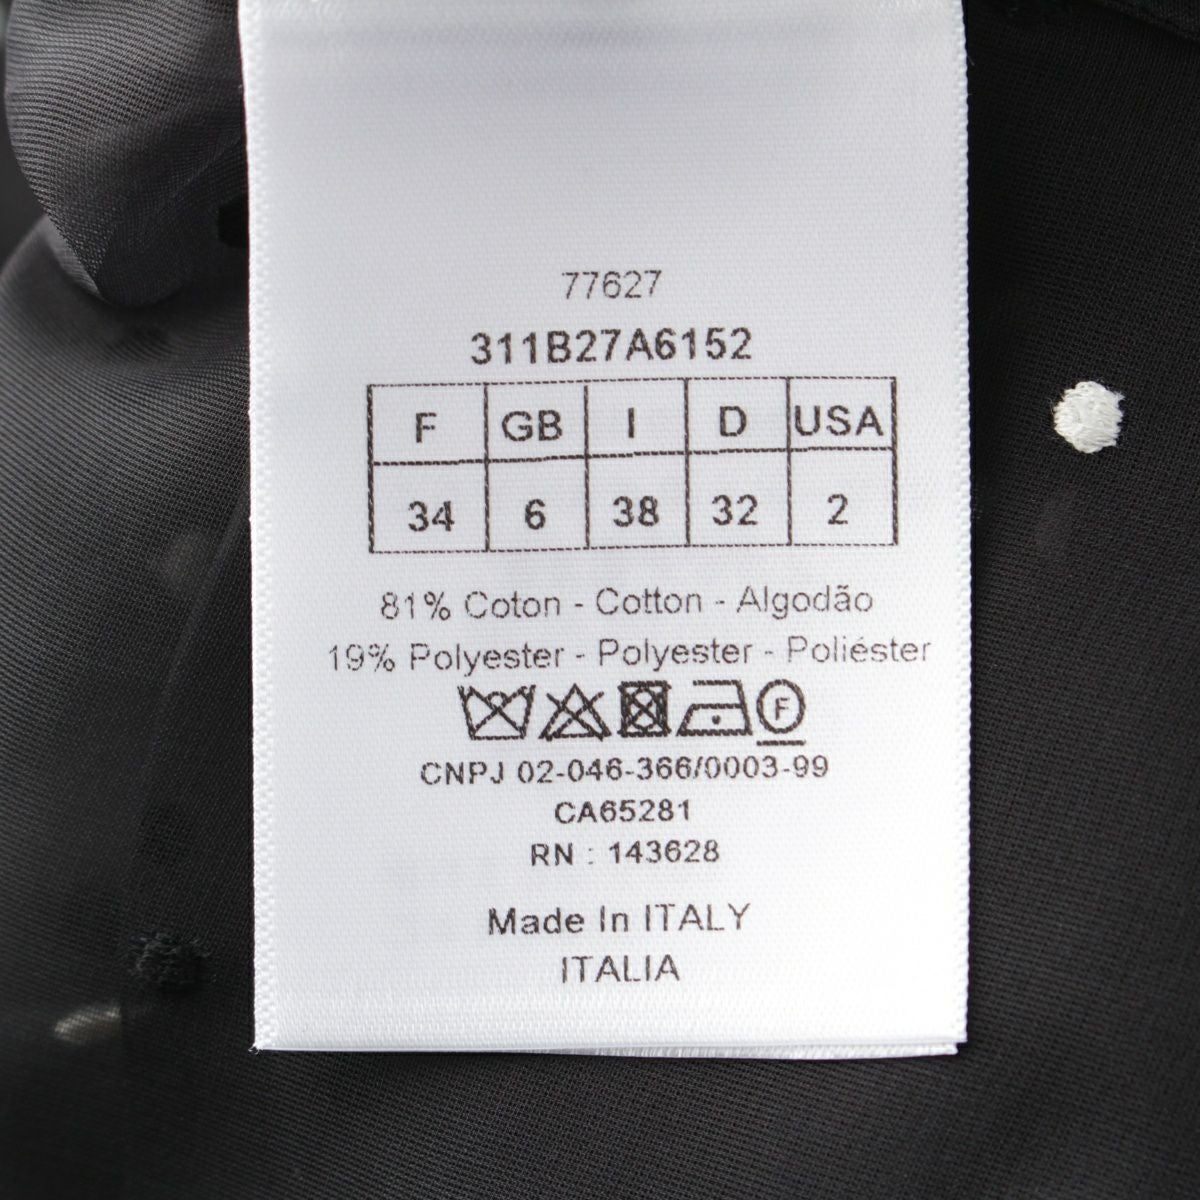 77627
311B27A6152
F GB I D USA
34 6 38 32 2
81% Coton - Cotton - Algodão
19% Polyester - Polyester - Poliéster
F
CNPJ 02-046-366/0003-99
CA65281
RN : 143628
Made In ITALY
ITALIA